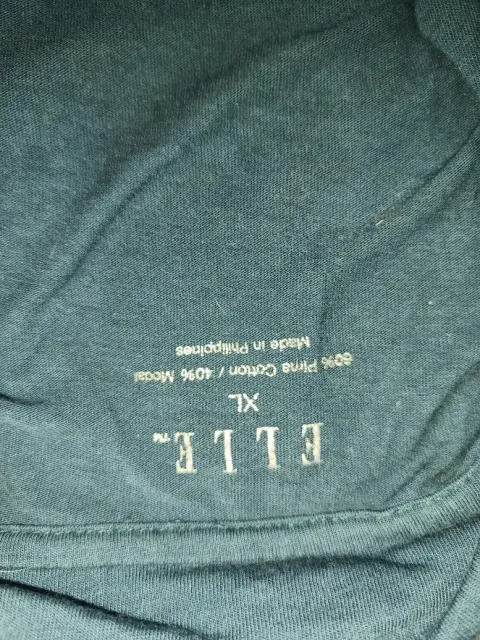 ELLE™
XL
60% Pima Cotton / 40% Modal
Made in Philippines